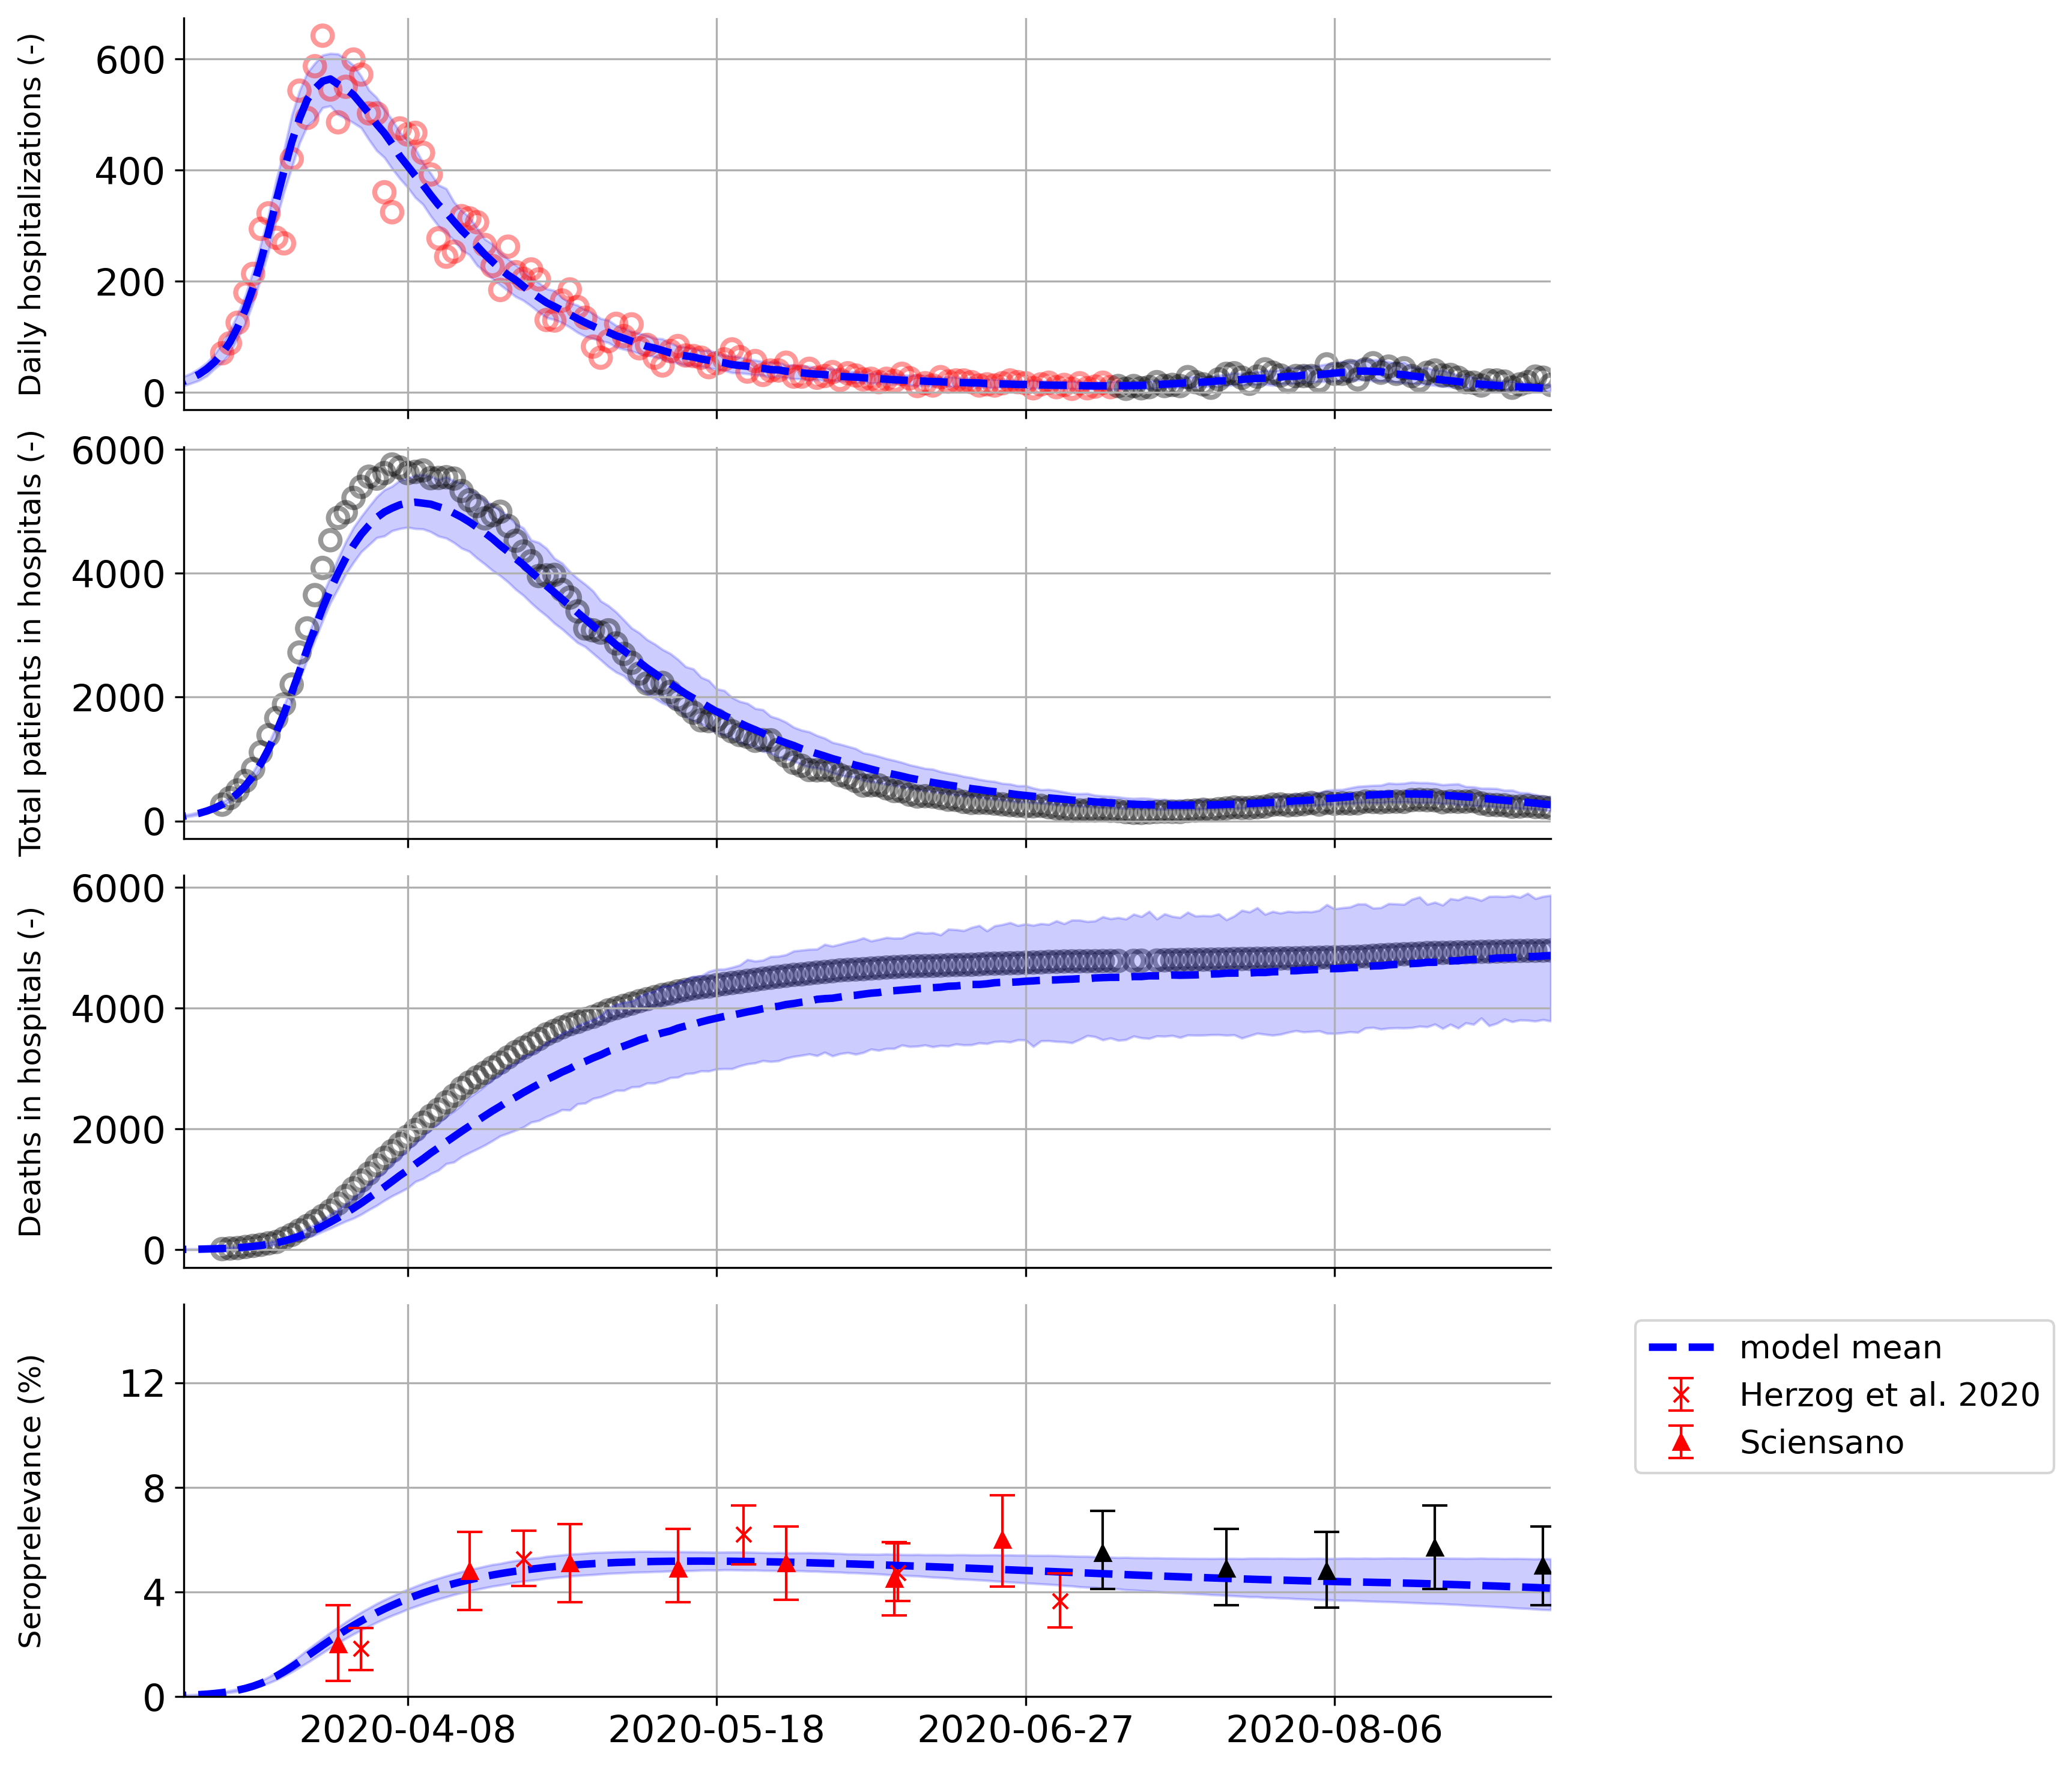 Daily hospitalizations (-)
600
400
200
0
Total patients in hospitals (-)
6000
4000
2000
0
Deaths in hospitals (-)
6000
4000
2000
0
Seroprelevance (%)
12
8
4
0
2020-04-08 2020-05-18 2020-06-27 2020-08-06
model mean
Herzog et al. 2020
Sciensano